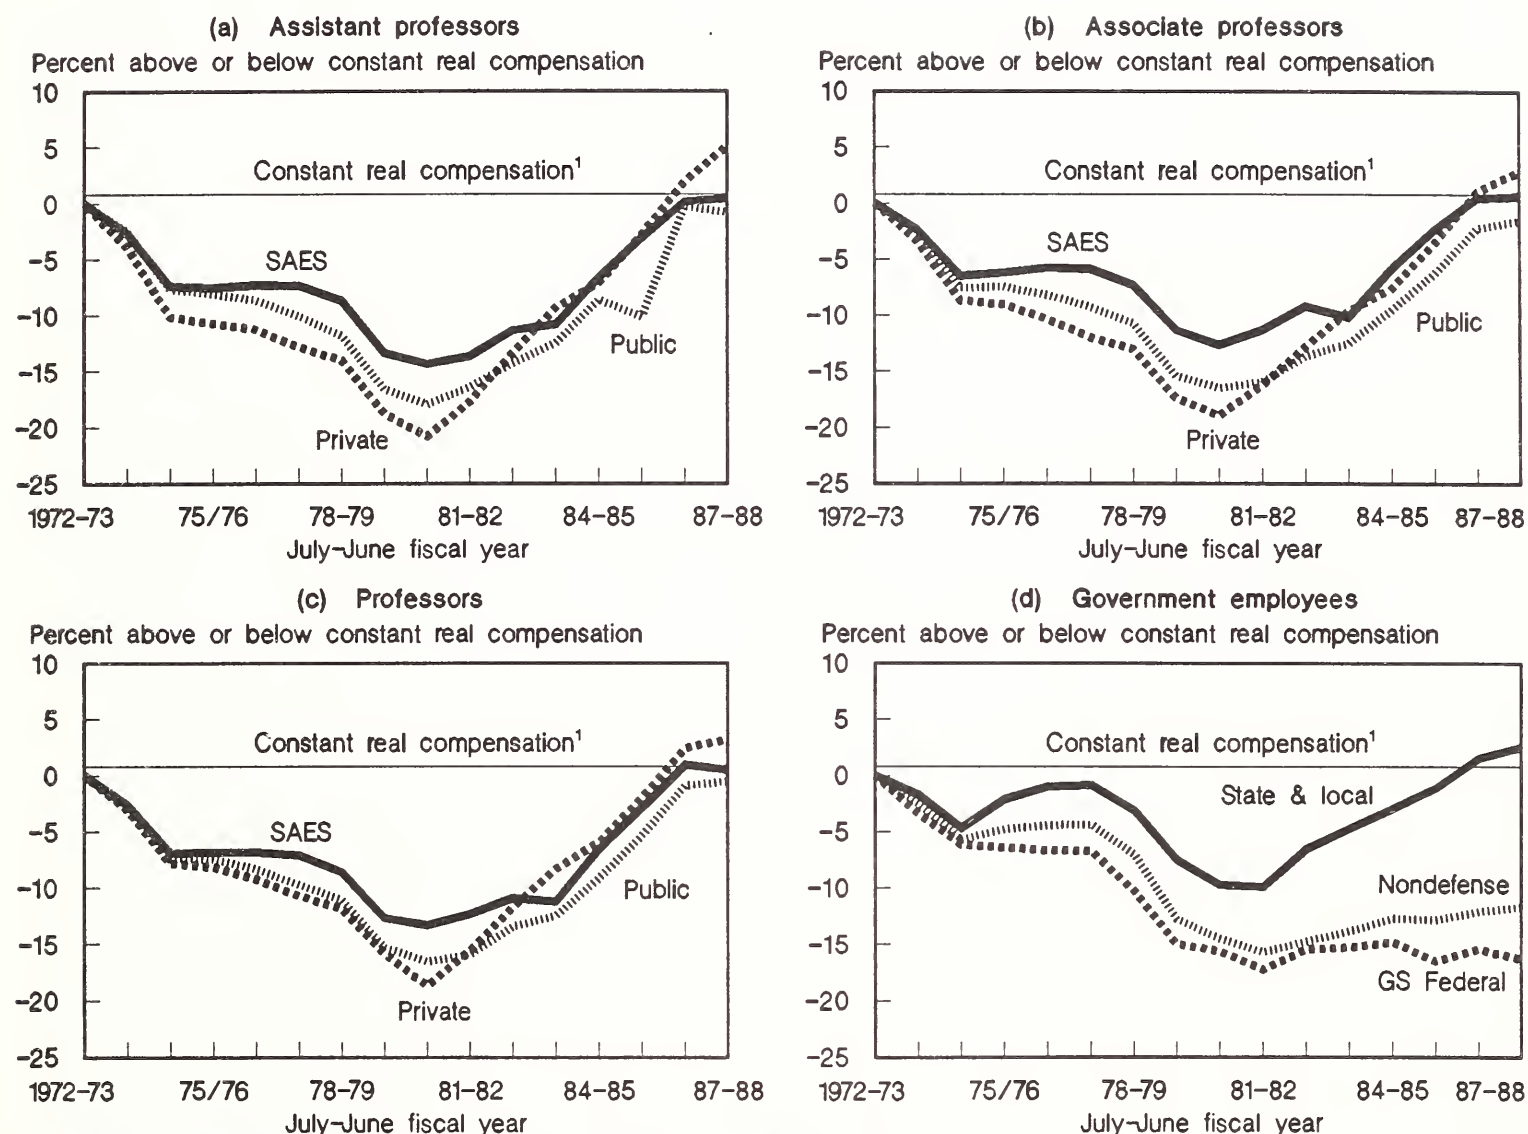 (a) Assistant professors
Percent above or below constant real compensation
10
5
0
-5
-10
-15
-20
-25
Constant real compensation¹
SAES
Public
Private
1972-73 75/76 78-79 81-82 84-85 87-88
July-June fiscal year
(b) Associate professors
Percent above or below constant real compensation
10
5
0
-5
-10
-15
-20
-25
Constant real compensation¹
SAES
Public
Private
1972-73 75/76 78-79 81-82 84-85 87-88
July-June fiscal year
(c) Professors
Percent above or below constant real compensation
10
5
0
-5
-10
-15
-20
-25
Constant real compensation¹
SAES
Public
Private
1972-73 75/76 78-79 81-82 84-85 87-88
July-June fiscal year
(d) Government employees
Percent above or below constant real compensation
10
5
0
-5
-10
-15
-20
-25
Constant real compensation¹
State & local
Nondefense
GS Federal
1972-73 75/76 78-79 81-82 84-85 87-88
July-June fiscal year